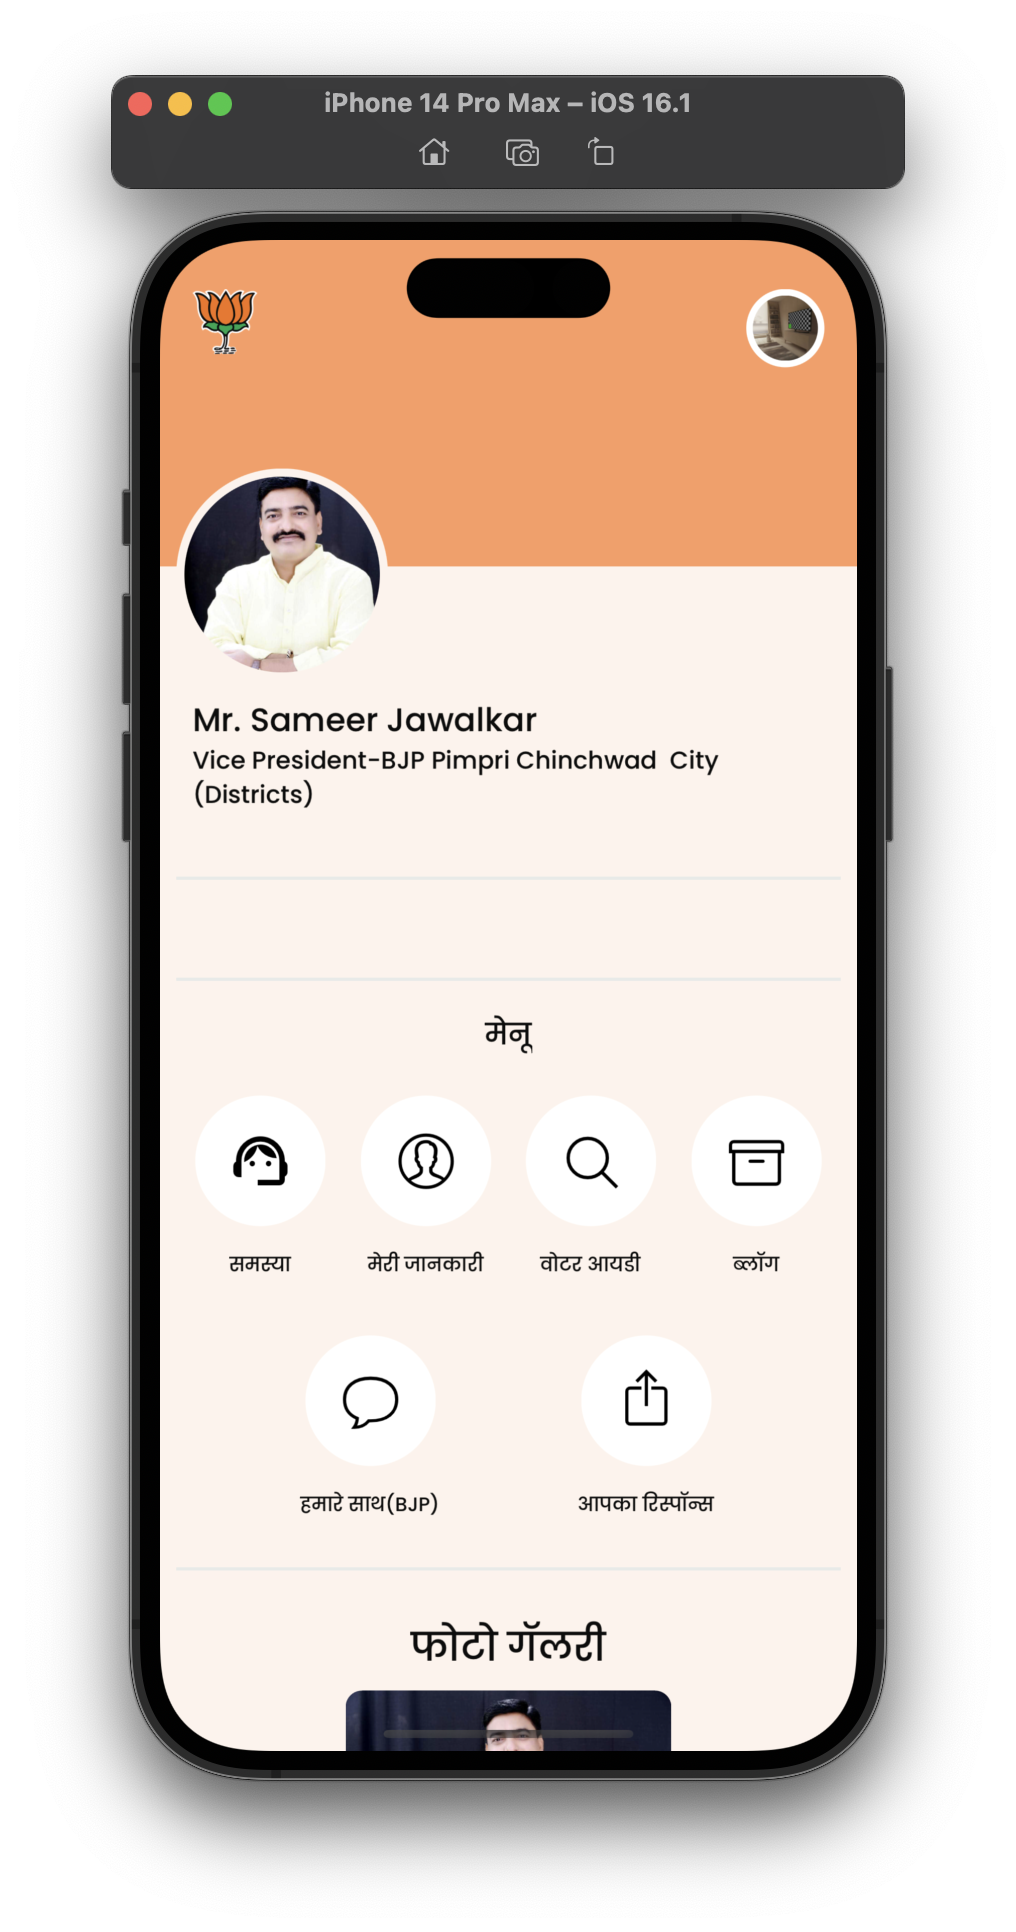 iPhone 14 Pro Max – iOS 16.1
Mr. Sameer Jawalkar
Vice President-BJP Pimpri Chinchwad  City
(Districts)
मेनू
समस्या
मेरी जानकारी
वोटर आयडी
ब्लॉग
हमारे साथ(BJP)
आपका रिस्पॉन्स
फोटो गॅलरी